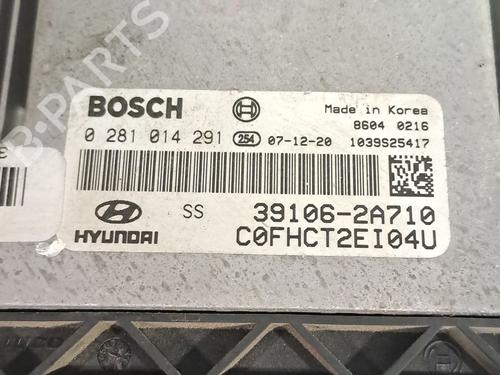 B-PARTS
BOSCH
Made in Korea
8604 0216
0 281 014 291 254 07-12-20 1039S25417
SS 39106-2A710
HYUNDAI C0FHCT2EI04U